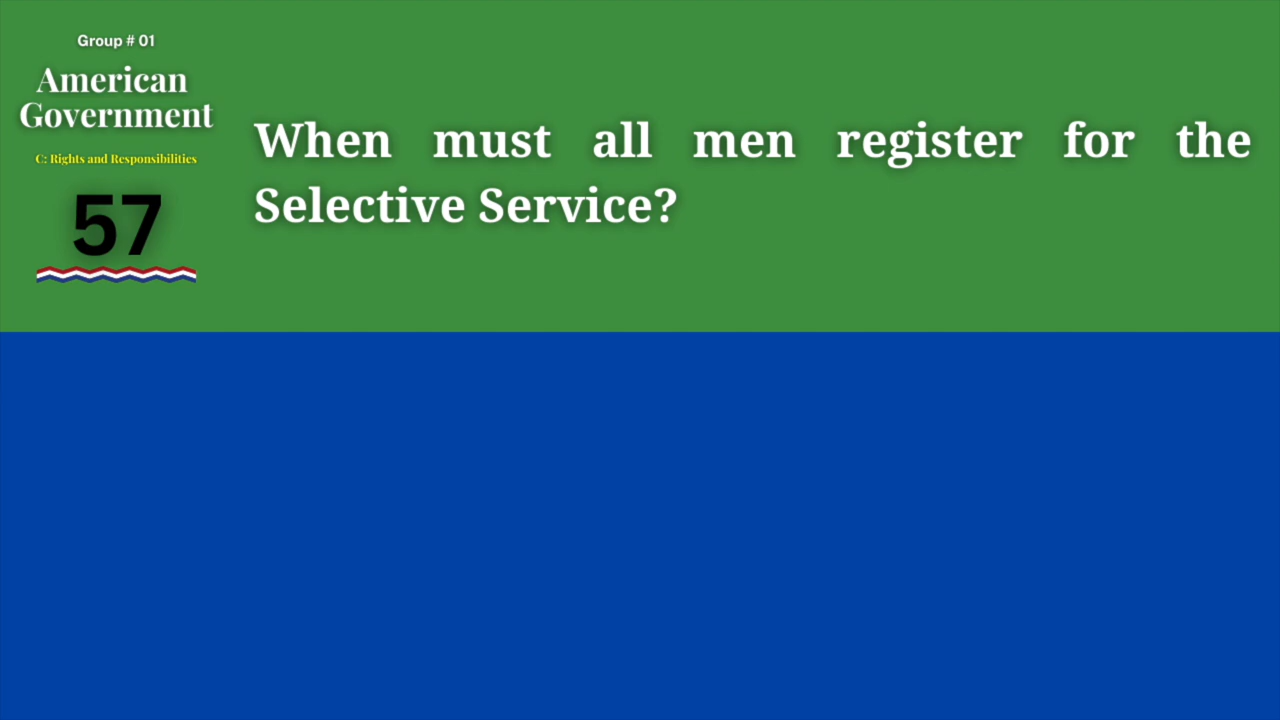 Group # 01
American
Government
C: Rights and Responsibilities
57
When must all men register for the
Selective Service?